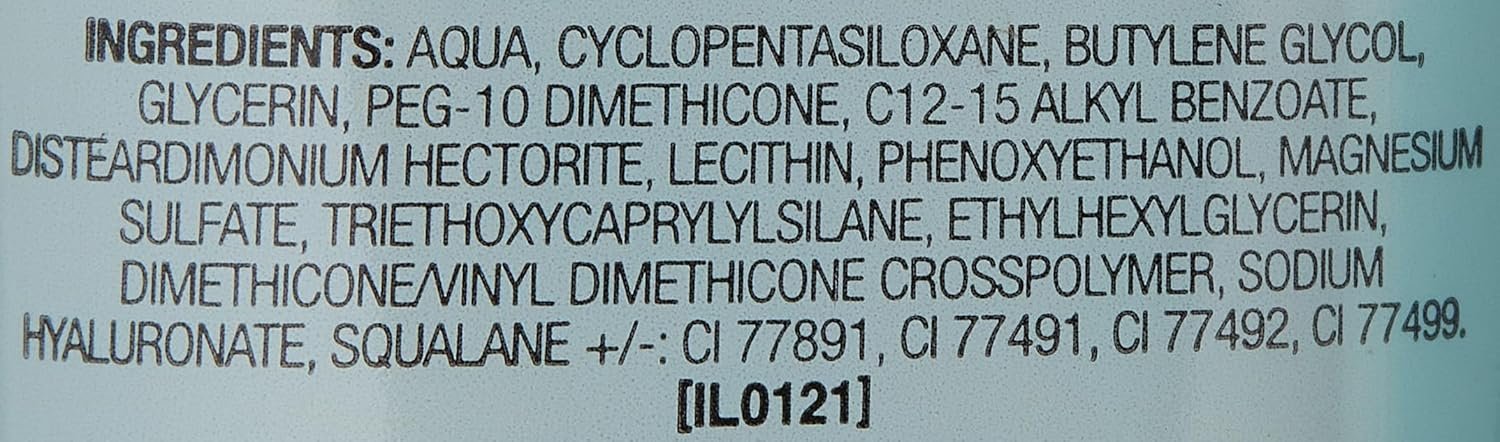 INGREDIENTS: AQUA, CYCLOPENTASILOXANE, BUTYLENE GLYCOL,
GLYCERIN, PEG-10 DIMETHICONE, C12-15 ALKYL BENZOATE,
DISTEARDIMONIUM HECTORITE, LECITHIN, PHENOXYETHANOL, MAGNESIUM
SULFATE, TRIETHOXYCAPRYLYLSILANE, ETHYLHEXYLGLYCERIN,
DIMETHICONE/VINYL DIMETHICONE CROSSPOLYMER, SODIUM
HYALURONATE, SQUALANE +/-: CI 77891, CI 77491, CI 77492, CI 77499.
[IL0121]